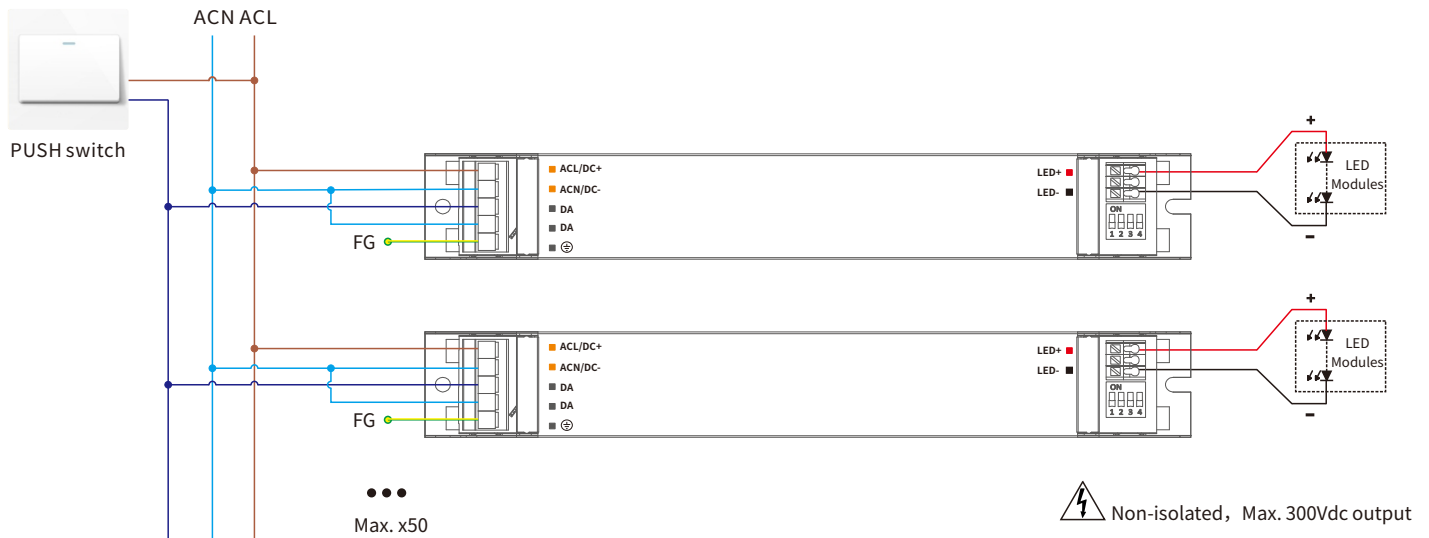 ACN ACL
PUSH switch
ACL/DC+
ACN/DC-
DA
DA
FG
LED+
LED-
ON
1 2 3 4
+
LED
Modules
-
ACL/DC+
ACN/DC-
DA
DA
FG
LED+
LED-
ON
1 2 3 4
+
LED
Modules
-
•••
Max. x50
Non-isolated，Max. 300Vdc output